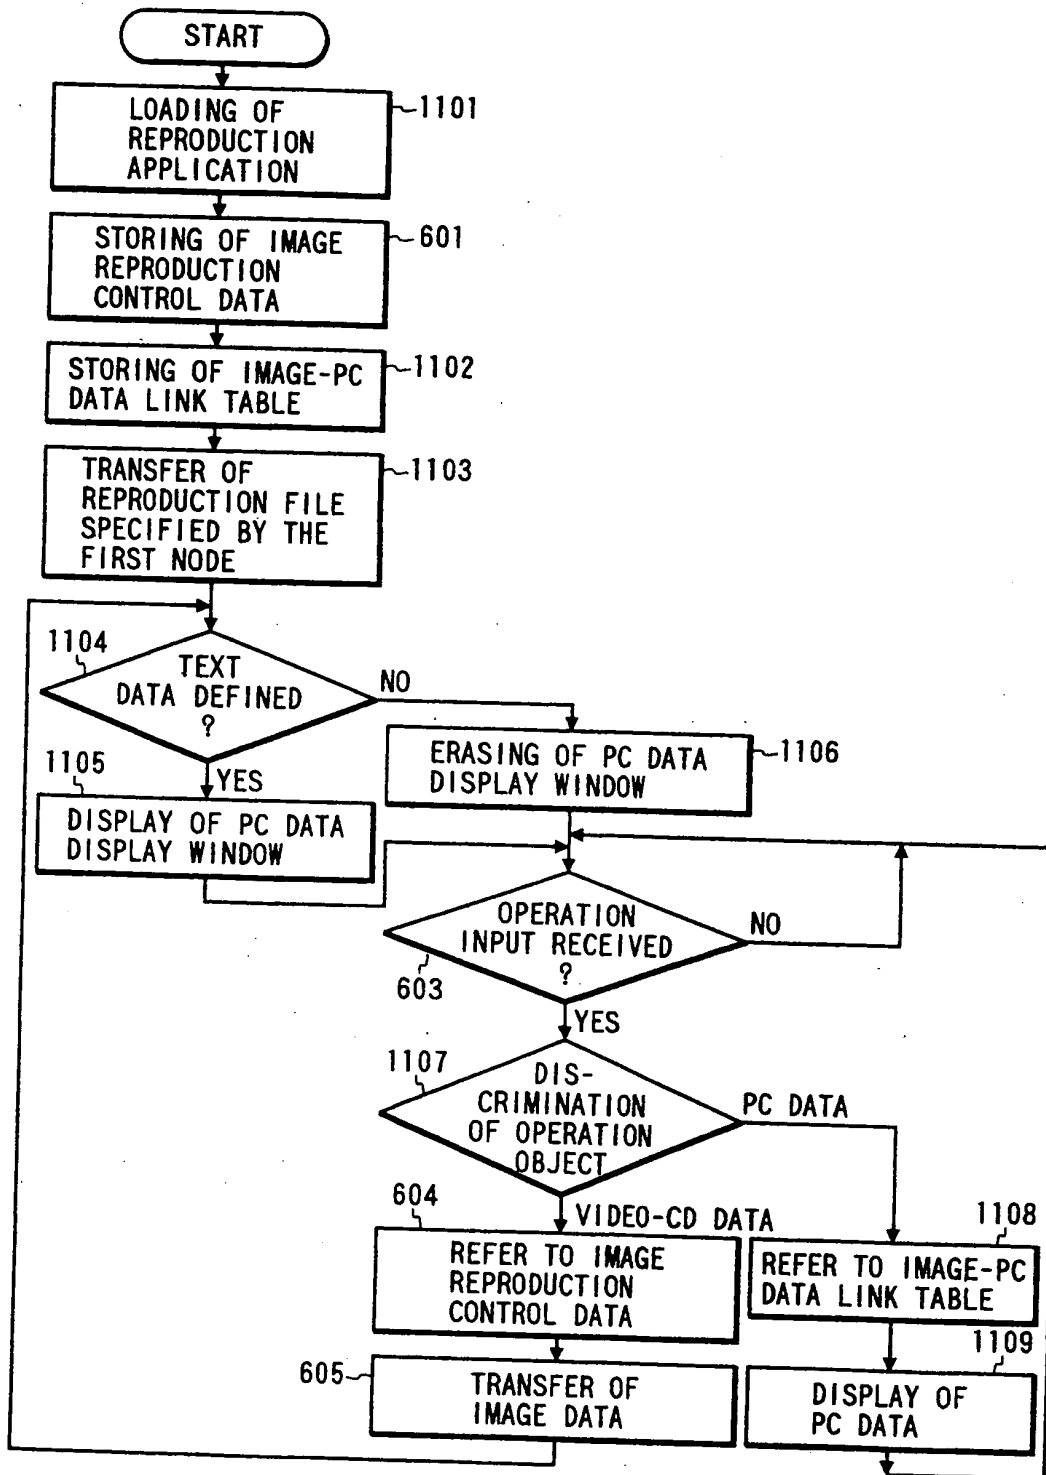 START
LOADING OF
REPRODUCTION
APPLICATION
1101
STORING OF IMAGE
REPRODUCTION
CONTROL DATA
601
STORING OF IMAGE-PC
DATA LINK TABLE
1102
TRANSFER OF
REPRODUCTION FILE
SPECIFIED BY THE
FIRST NODE
1103
1104
TEXT
DATA DEFINED
?
NO
YES
1105
DISPLAY OF PC DATA
DISPLAY WINDOW
ERASING OF PC DATA
DISPLAY WINDOW
1106
OPERATION
INPUT RECEIVED
?
NO
603
YES
1107
DIS-
CRIMINATION
OF OPERATION
OBJECT
PC DATA
VIDEO-CD DATA
604
REFER TO IMAGE
REPRODUCTION
CONTROL DATA
1108
REFER TO IMAGE-PC
DATA LINK TABLE
605
TRANSFER OF
IMAGE DATA
1109
DISPLAY OF
PC DATA